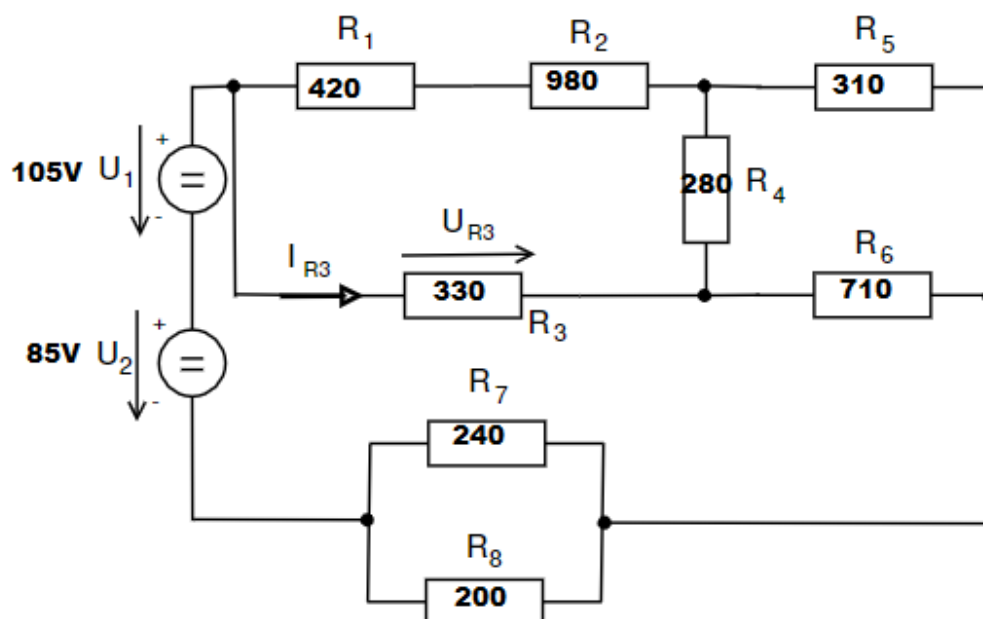 R1
R2
R5
420
980
310
+
105V U1
=
280 R4
-
UR3
IR3
R6
330
710
R3
+
85V U2
=
-
R7
240
R8
200